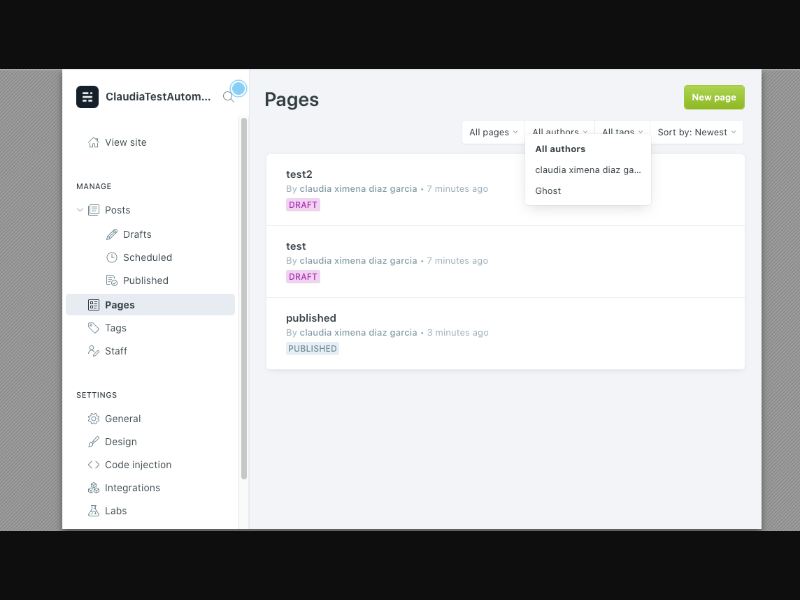 ClaudiaTestAutom...
View site
MANAGE
Posts
Drafts
Scheduled
Published
Pages
Tags
Staff
SETTINGS
General
Design
Code injection
Integrations
Labs
Pages
New page
All pages
All authors
All tags
Sort by: Newest
All authors
claudia ximena diaz ga...
Ghost
test2
By claudia ximena diaz garcia • 7 minutes ago
DRAFT
test
By claudia ximena diaz garcia • 7 minutes ago
DRAFT
published
By claudia ximena diaz garcia • 3 minutes ago
PUBLISHED